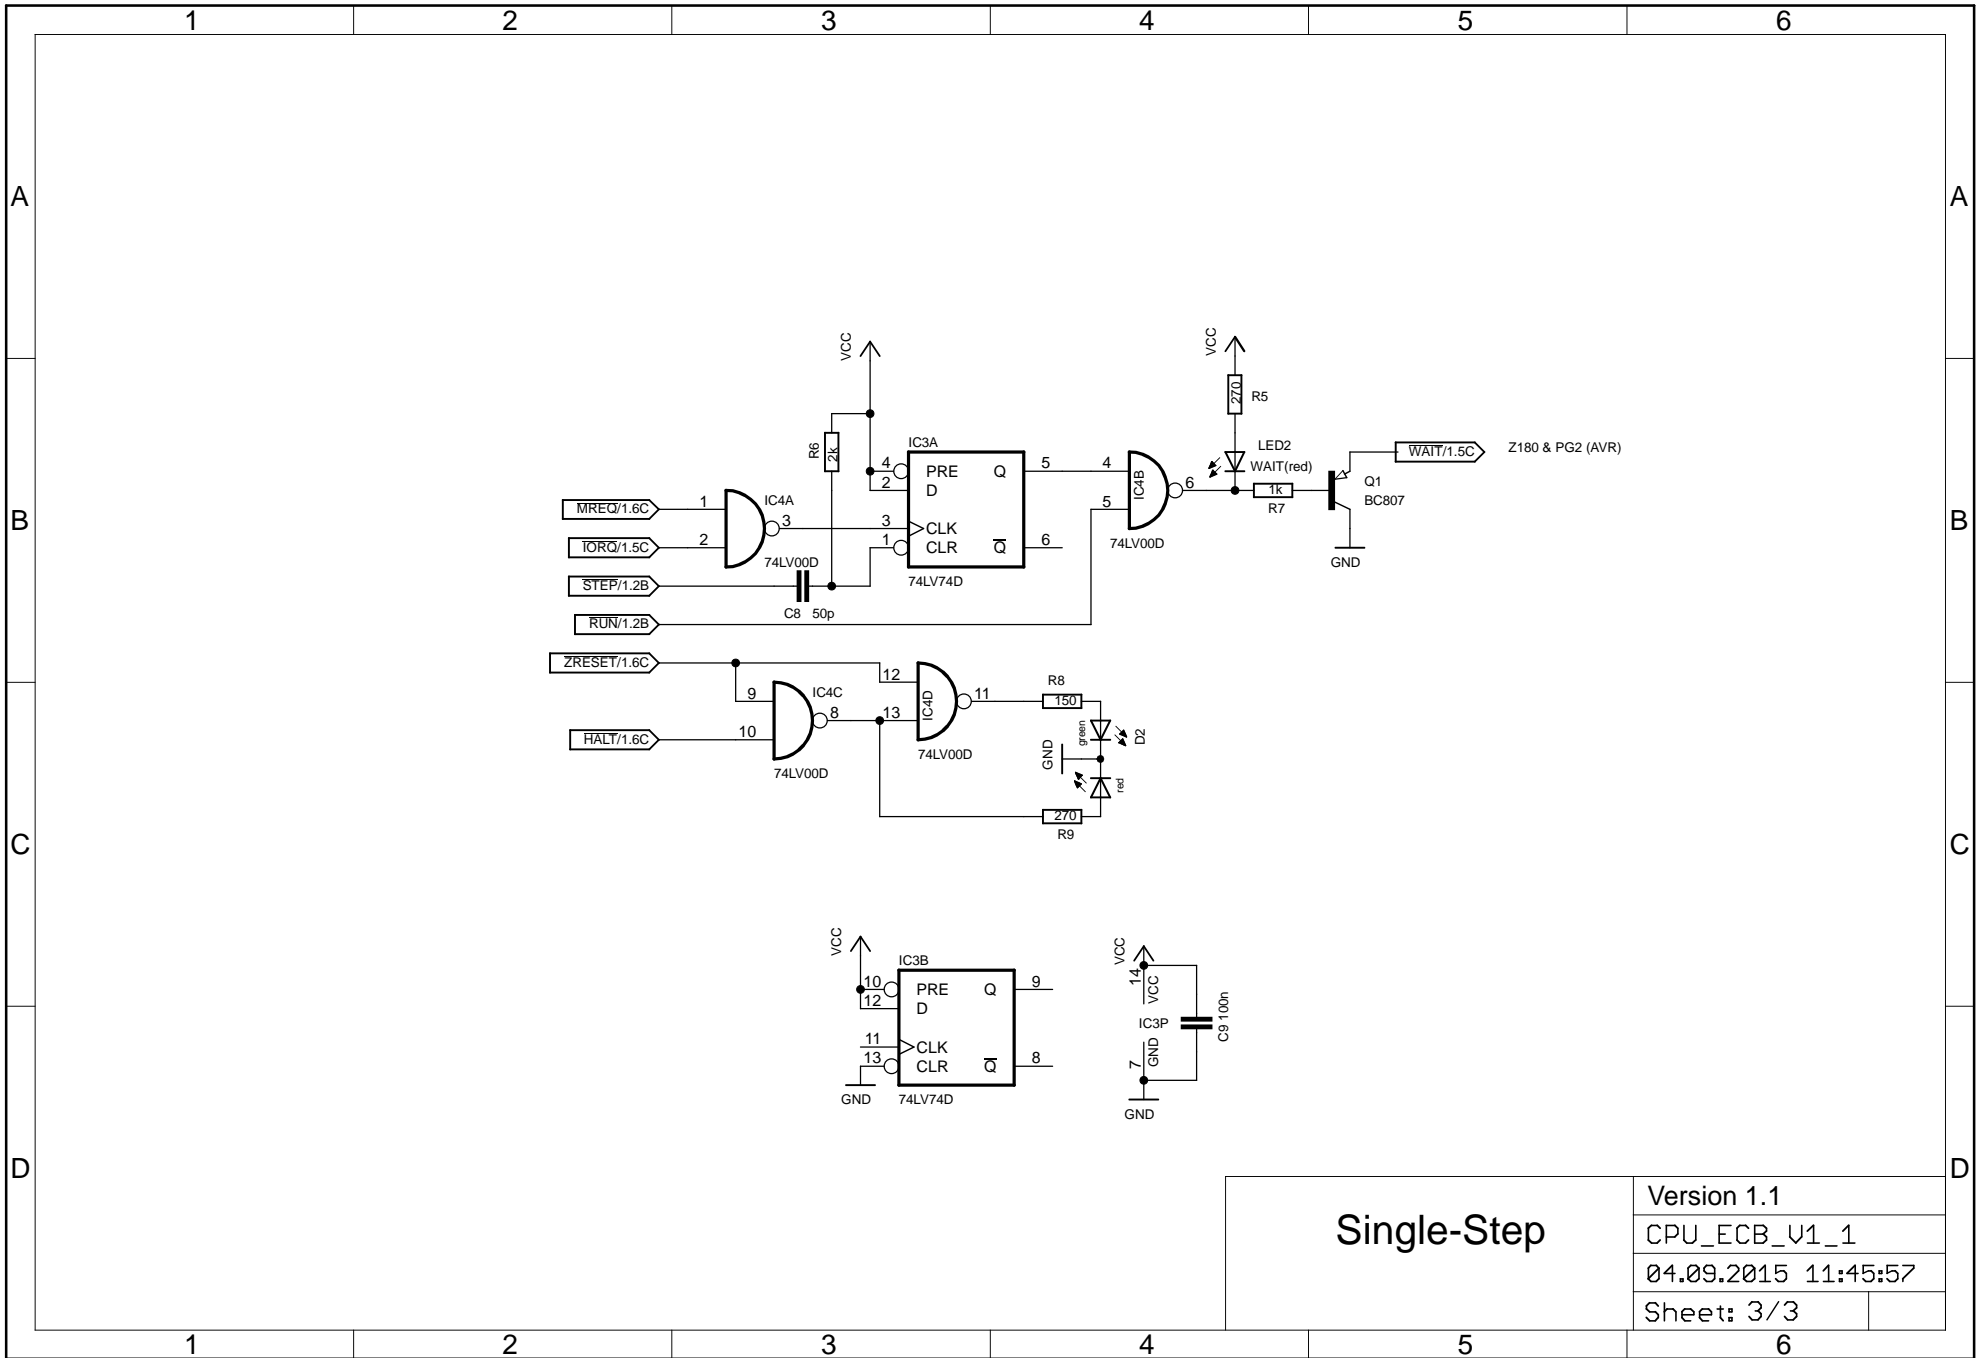 1 2 3 4 5 6
A A
VCC
VCC
270 R5
R6 2k
IC3A
LED2
WAIT(red)
WAIT/1.5C Z180 & PG2 (AVR)
4 PRE Q 5
2 D
4 IC4B 6
5
74LV00D
1k
R7
Q1
BC807
GND
B B
MREQ/1.6C 1 IC4A
3
3 CLK
IORQ/1.5C 2
74LV00D
1 CLR Q 6
74LV74D
STEP/1.2B
C8 50p
RUN/1.2B
ZRESET/1.6C
12 IC4D 11
13
74LV00D
9 IC4C
8
HALT/1.6C 10
74LV00D
R8
150
green D2
GND
red
270
R9
C C
VCC
IC3B
10 PRE Q 9
12 D
11 CLK
13 CLR Q 8
GND 74LV74D
VCC
14 VCC
IC3P C9 100n
7 GND
GND
D D
Single-Step
Version 1.1
CPU_ECB_V1_1
04.09.2015 11:45:57
Sheet: 3/3
1 2 3 4 5 6